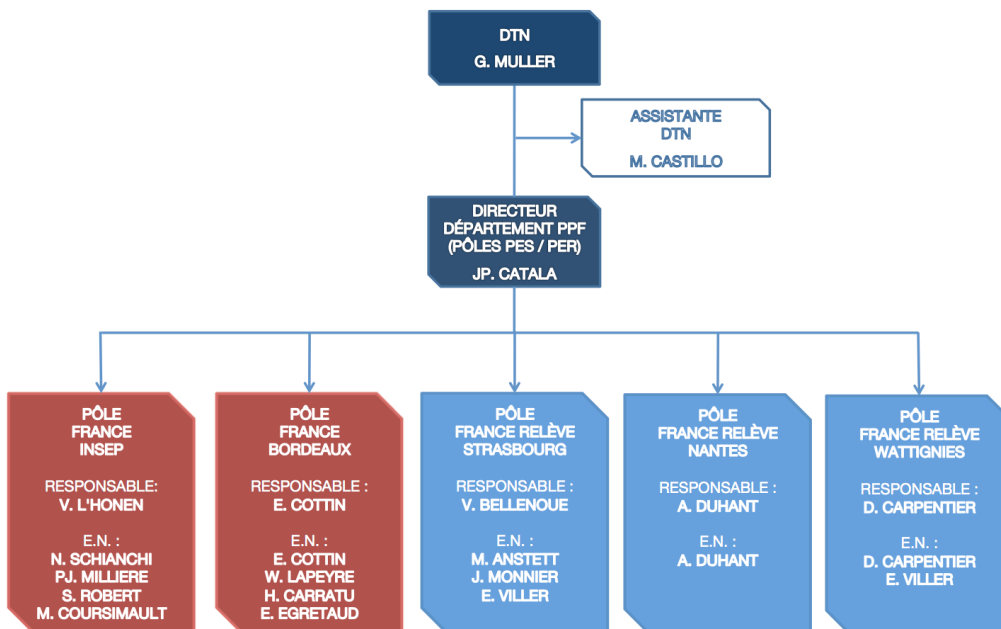 DTN
G. MULLER
ASSISTANTE
DTN
M. CASTILLO
DIRECTEUR
DÉPARTEMENT PPF
(PÔLES PES / PER)
JP. CATALA
PÔLE
FRANCE
INSEP
RESPONSABLE:
V. L'HONEN
E.N. :
N. SCHIANCHI
PJ. MILLIERE
S. ROBERT
M. COURSIMAULT
PÔLE
FRANCE
BORDEAUX
RESPONSABLE :
E. COTTIN
E.N. :
E. COTTIN
W. LAPEYRE
H. CARRATU
E. EGRETAUD
PÔLE
FRANCE RELÈVE
STRASBOURG
RESPONSABLE :
V. BELLENOUE
E.N. :
M. ANSTETT
J. MONNIER
E. VILLER
PÔLE
FRANCE RELÈVE
NANTES
RESPONSABLE :
A. DUHANT
E.N. :
A. DUHANT
PÔLE
FRANCE RELÈVE
WATTIGNIES
RESPONSABLE :
D. CARPENTIER
E.N. :
D. CARPENTIER
E. VILLER